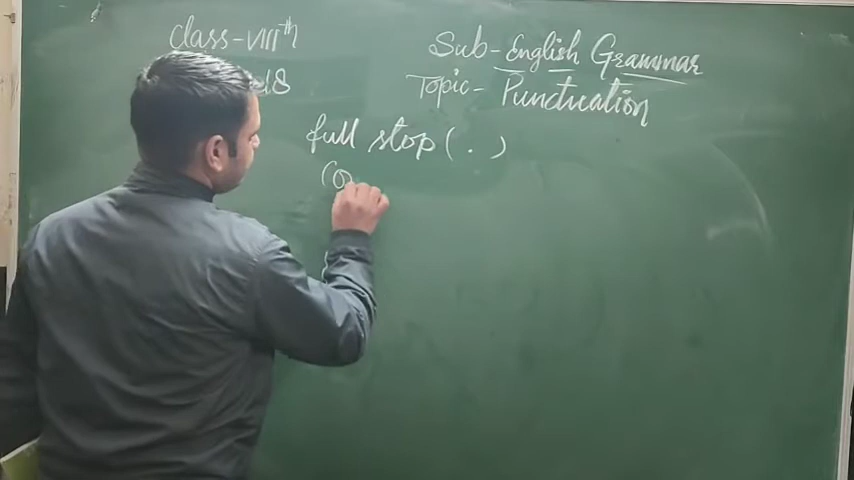 Class-VIIIth
Sub-English Grammar
Topic- Punctuation
full stop ( . )